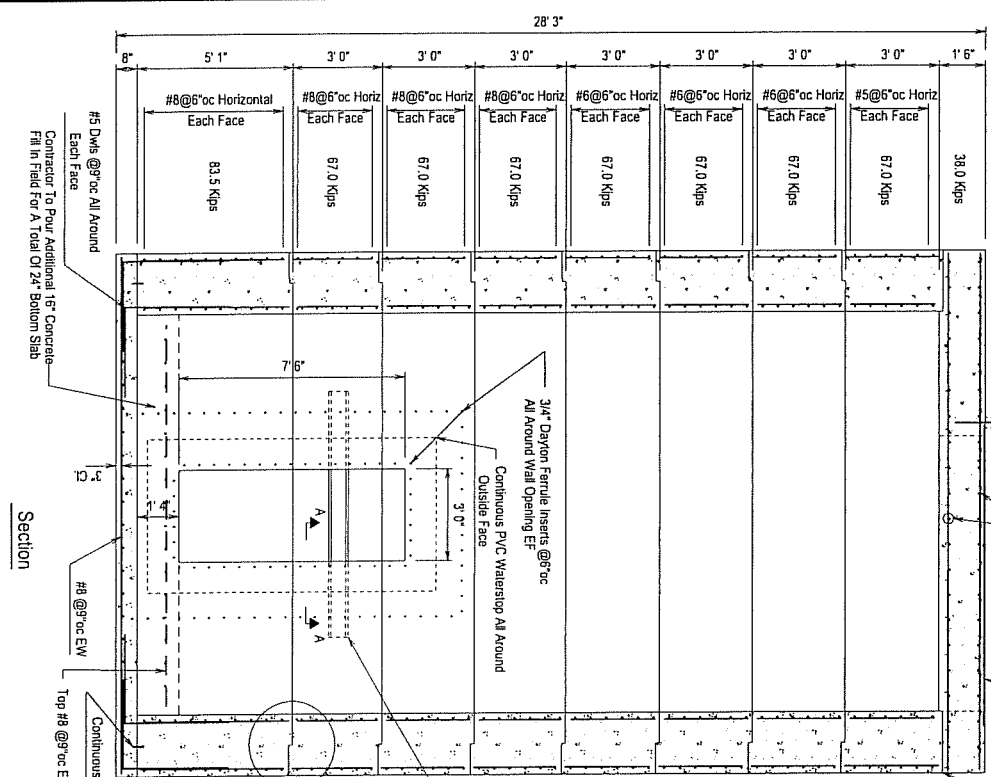 28' 3"
8"
5' 1"
3' 0"
3' 0"
3' 0"
3' 0"
3' 0"
3' 0"
3' 0"
1' 6"
#8@6"oc Horizontal
Each Face
#8@6"oc Horiz
Each Face
#8@6"oc Horiz
Each Face
#8@6"oc Horiz
Each Face
#6@6"oc Horiz
Each Face
#6@6"oc Horiz
Each Face
#6@6"oc Horiz
Each Face
#5@6"oc Horiz
Each Face
83.5 Kips
67.0 Kips
67.0 Kips
67.0 Kips
67.0 Kips
67.0 Kips
67.0 Kips
67.0 Kips
38.0 Kips
#5 Dwls @9"oc All Around
Each Face
Contractor To Pour Additional 16" Concrete
Fill In Field For A Total Of 24" Bottom Slab
7' 6"
3/4" Dayton Ferrule Inserts @6"oc
All Around Wall Opening EF
Continuous PVC Waterstop All Around
Outside Face
3' 0"
A
A
3" Cl.
1' 4"
Section
#8 @9"oc EW
Top #8 @9"oc E
Continuous